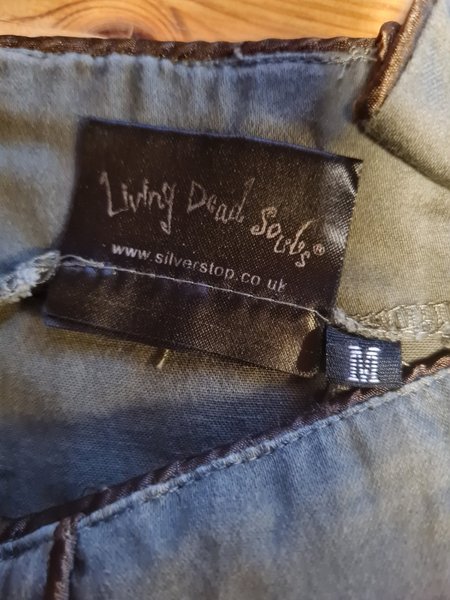 Living Dead Souls®
www.silverstop.co.uk
M